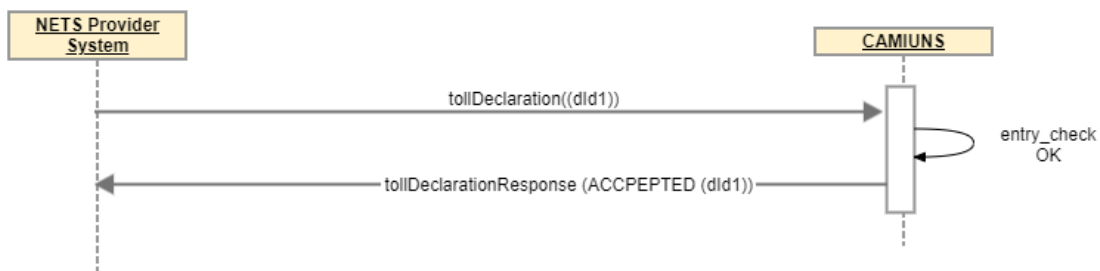 NETS Provider
System
CAMIUNS
tollDeclaration((dId1))
entry_check
OK
tollDeclarationResponse (ACCPEPTED (dId1))